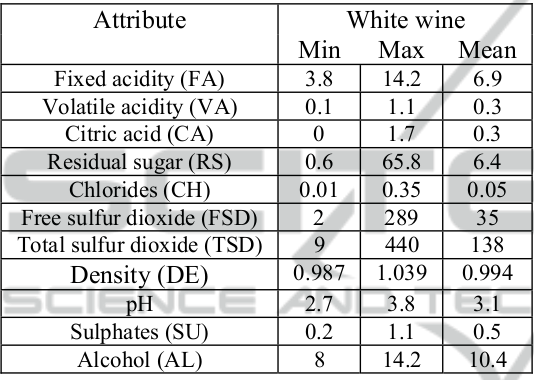 Attribute White wine
Min Max Mean
Fixed acidity (FA) 3.8 14.2 6.9
Volatile acidity (VA) 0.1 1.1 0.3
Citric acid (CA) 0 1.7 0.3
Residual sugar (RS) 0.6 65.8 6.4
Chlorides (CH) 0.01 0.35 0.05
Free sulfur dioxide (FSD) 2 289 35
Total sulfur dioxide (TSD) 9 440 138
Density (DE) 0.987 1.039 0.994
pH 2.7 3.8 3.1
Sulphates (SU) 0.2 1.1 0.5
Alcohol (AL) 8 14.2 10.4
SCITE
SCIENCE AND TEC